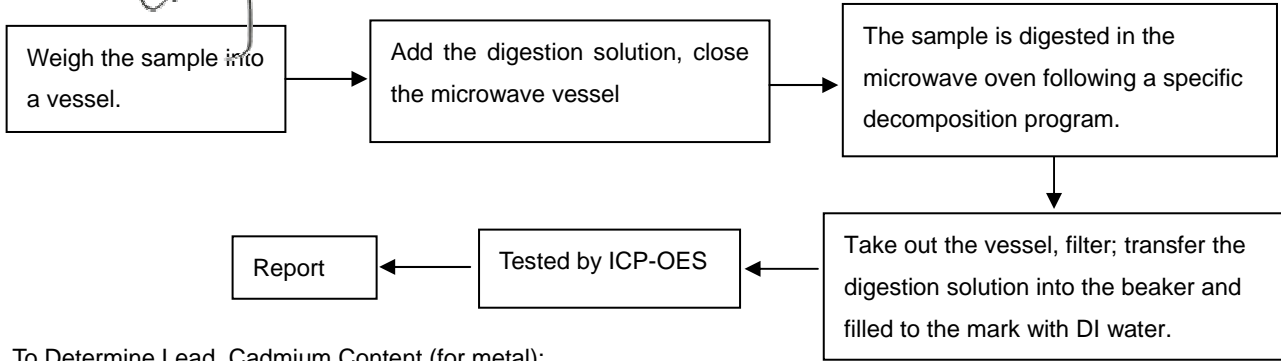 Weigh the sample into
a vessel.
Add the digestion solution, close
the microwave vessel
The sample is digested in the
microwave oven following a specific
decomposition program.
Take out the vessel, filter; transfer the
digestion solution into the beaker and
filled to the mark with DI water.
Tested by ICP-OES
Report
To Determine Lead, Cadmium Content (for metal):